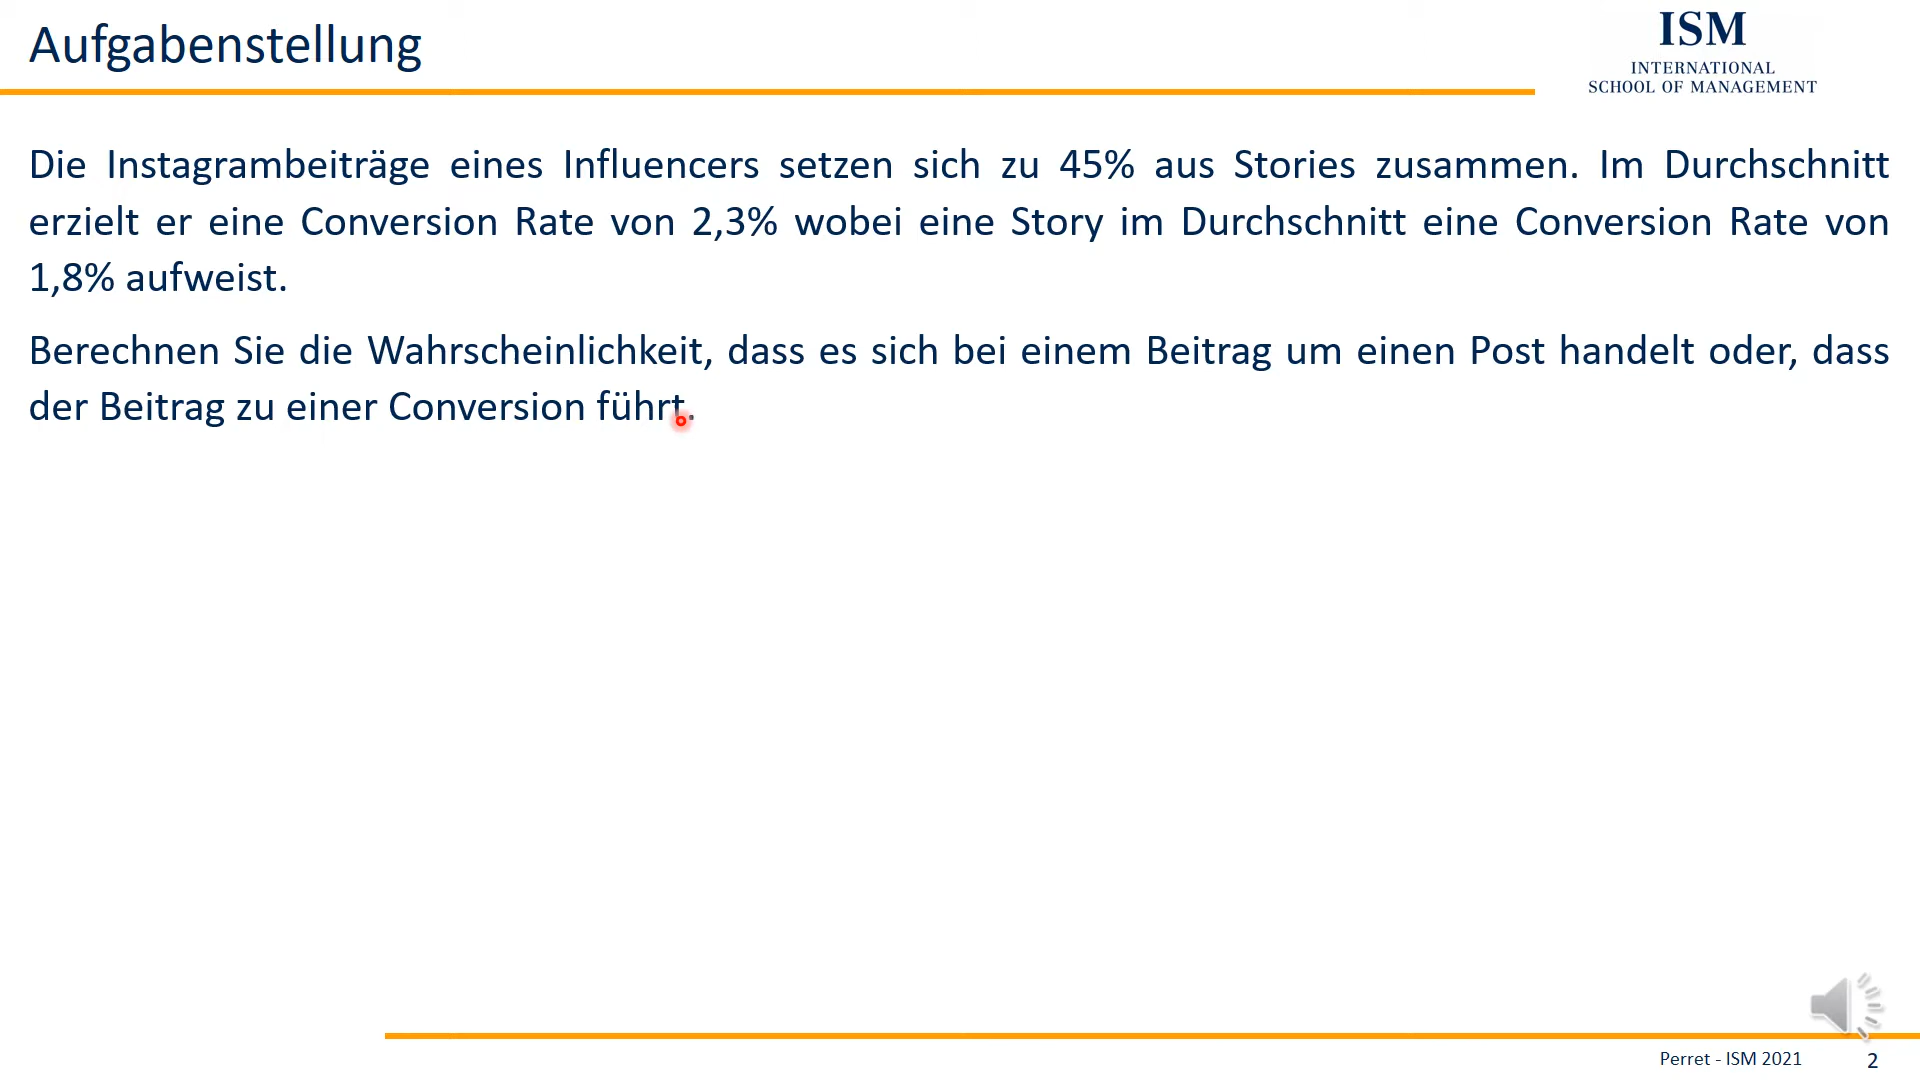 Aufgabenstellung
ISM
INTERNATIONAL
SCHOOL OF MANAGEMENT
Die Instagrambeiträge eines Influencers setzen sich zu 45% aus Stories zusammen. Im Durchschnitt
erzielt er eine Conversion Rate von 2,3% wobei eine Story im Durchschnitt eine Conversion Rate von
1,8% aufweist.
Berechnen Sie die Wahrscheinlichkeit, dass es sich bei einem Beitrag um einen Post handelt oder, dass
der Beitrag zu einer Conversion führt.
Perret - ISM 2021
2